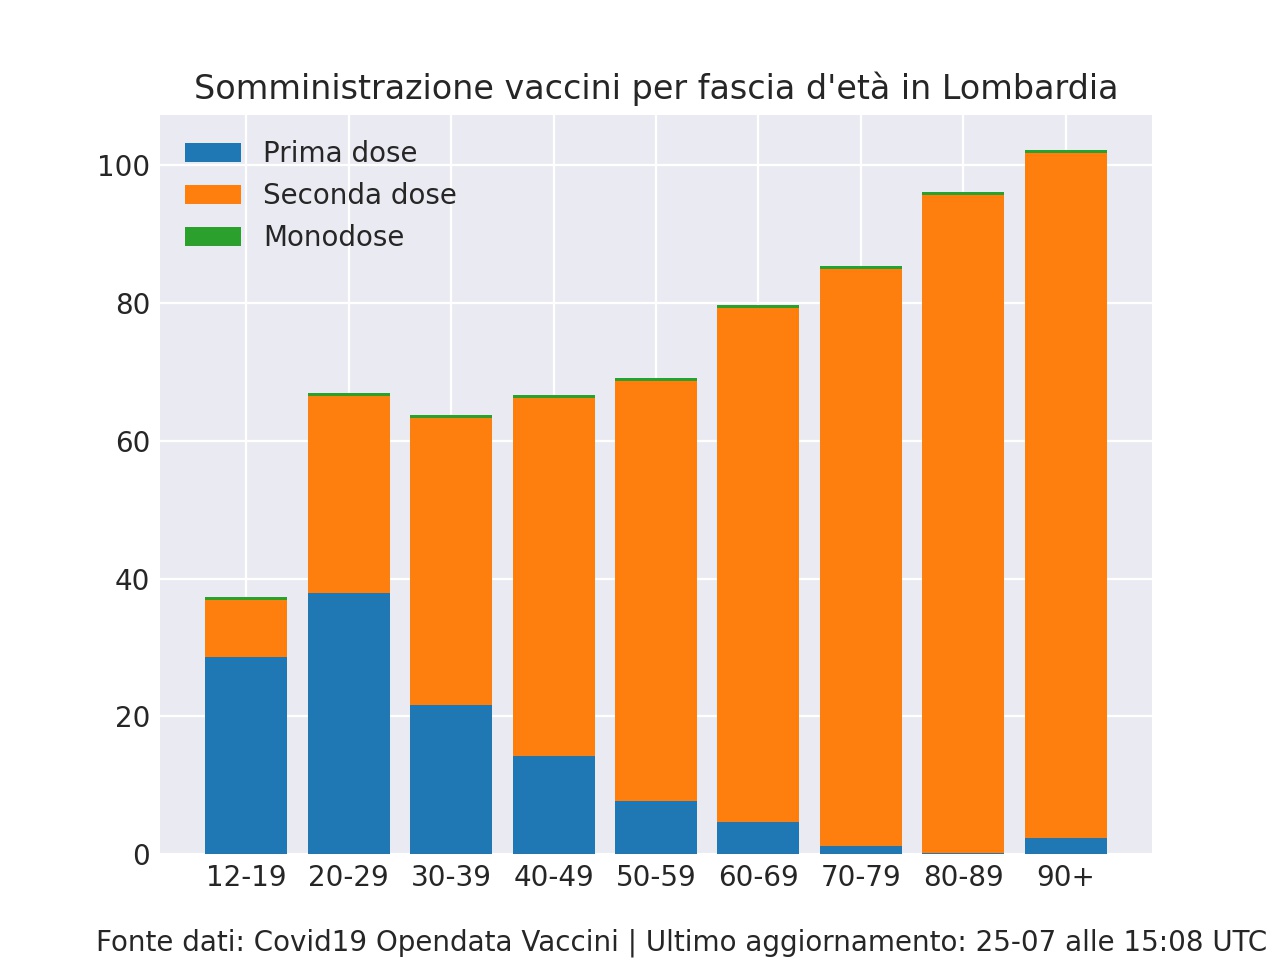 Somministrazione vaccini per fascia d'età in Lombardia
Prima dose
Seconda dose
Monodose
100
80
60
40
20
0
12-19 20-29 30-39 40-49 50-59 60-69 70-79 80-89 90+
Fonte dati: Covid19 Opendata Vaccini | Ultimo aggiornamento: 25-07 alle 15:08 UTC